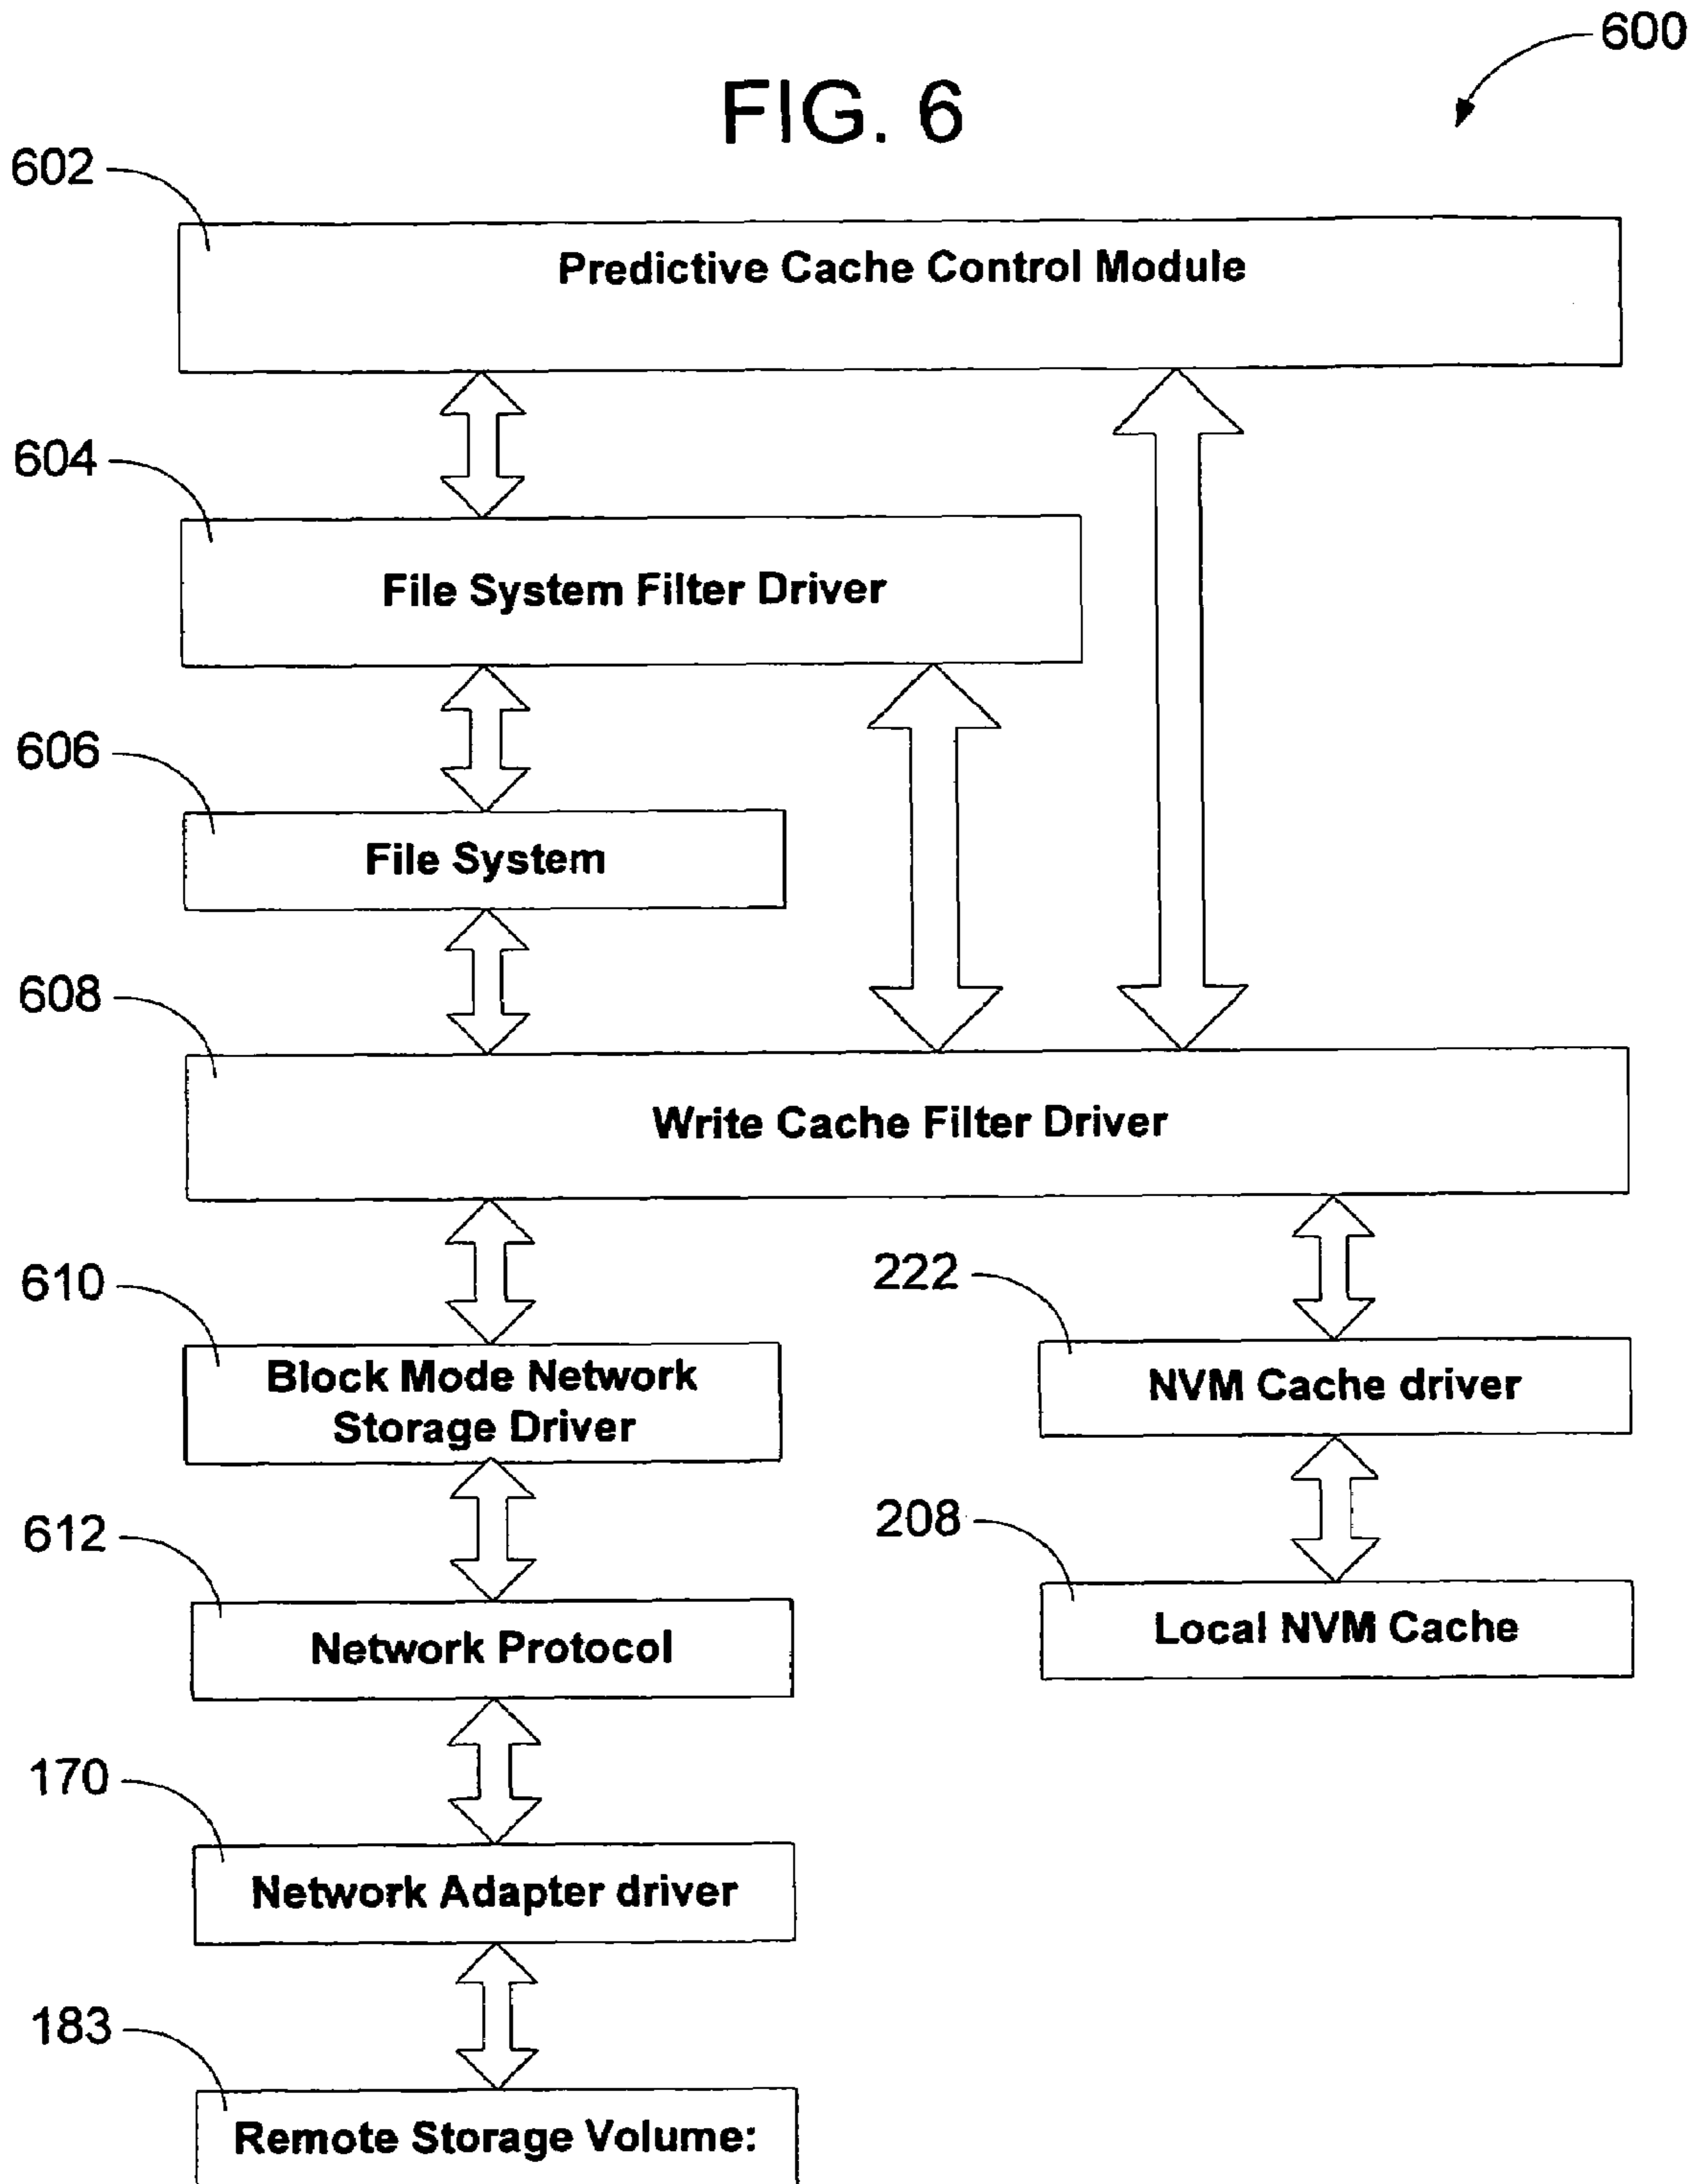 600
FIG. 6
602
Predictive Cache Control Module
604
File System Filter Driver
606
File System
608
Write Cache Filter Driver
610
Block Mode Network
Storage Driver
222
NVM Cache driver
612
Network Protocol
208
Local NVM Cache
170
Network Adapter driver
183
Remote Storage Volume: